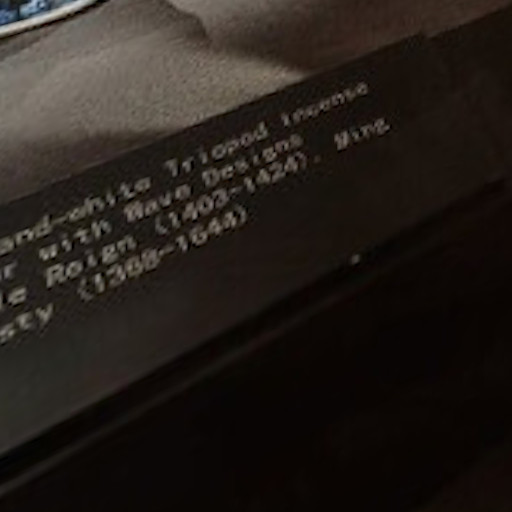 and-white Tripod Incense
r with Wave Designs
le Reign (1403-1424), Ming
sty (1368-1644)